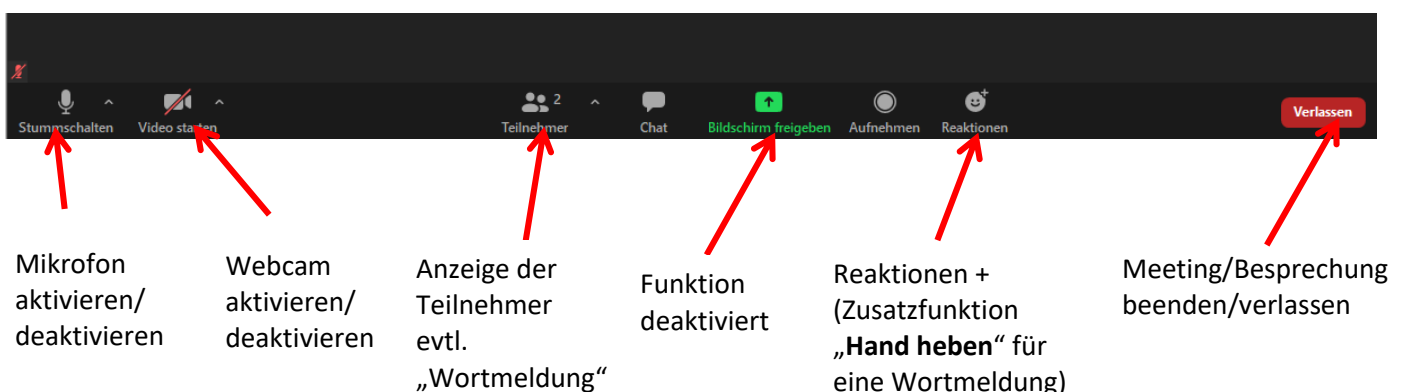 Stummschalten Video starten Teilnehmer 2 Chat Bildschirm freigeben Aufnehmen Reaktionen Verlassen
Mikrofon
aktivieren/
deaktivieren
Webcam
aktivieren/
deaktivieren
Anzeige der
Teilnehmer
evtl.
„Wortmeldung“
Funktion
deaktiviert
Reaktionen +
(Zusatzfunktion
„Hand heben“ für
eine Wortmeldung)
Meeting/Besprechung
beenden/verlassen